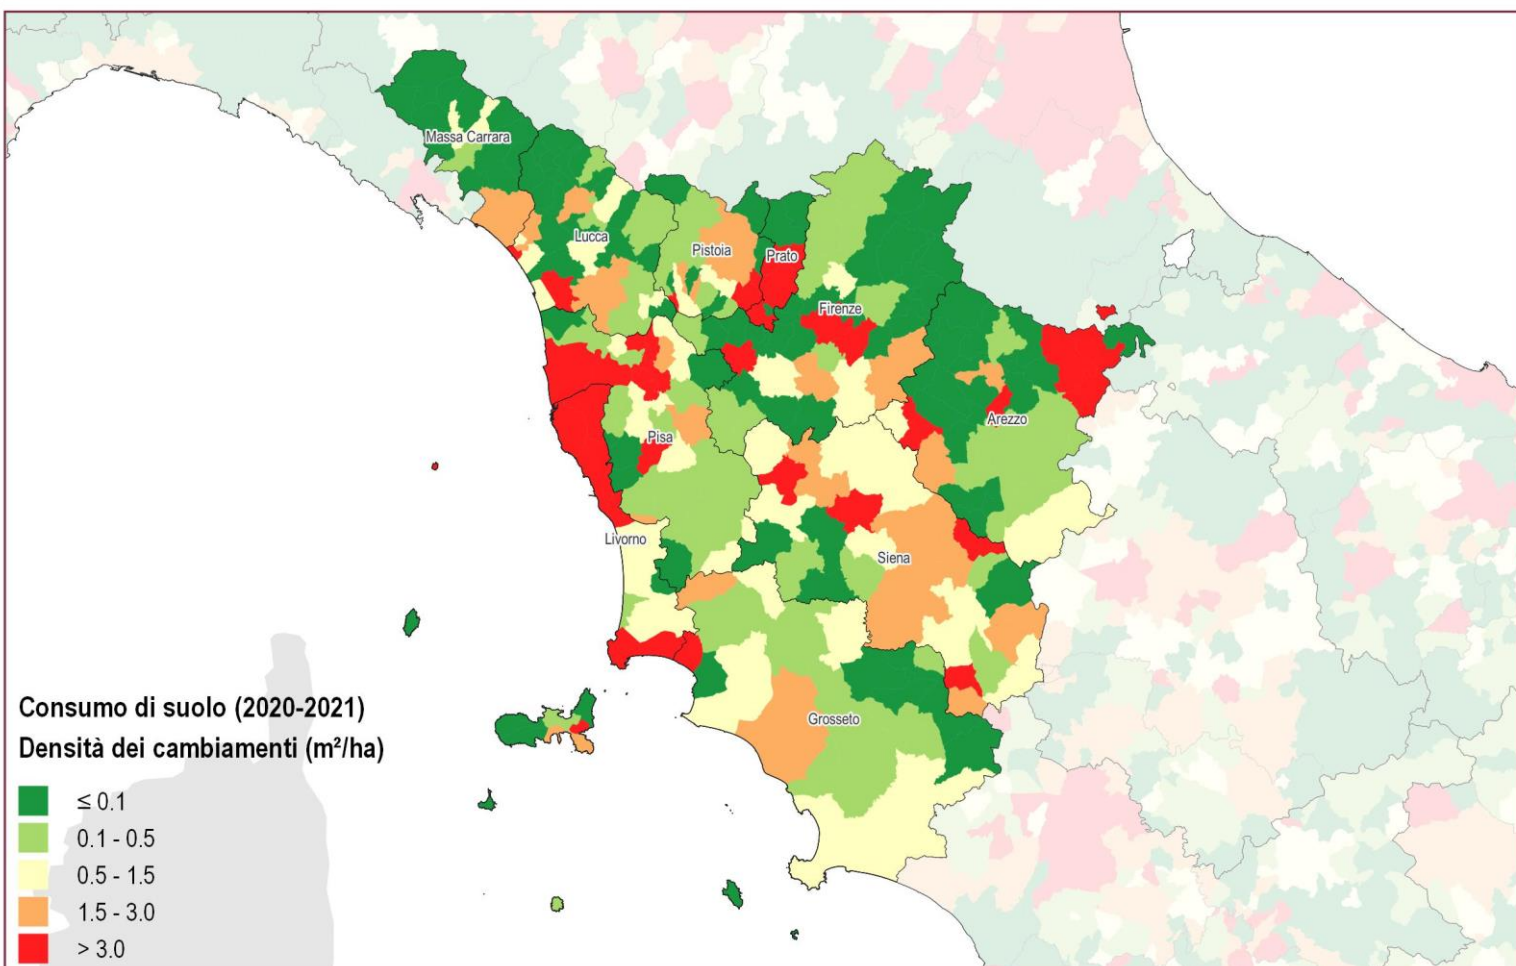 Massa Carrara
Lucca
Pistoia
Prato
Firenze
Arezzo
Pisa
Livorno
Siena
Grosseto
Consumo di suolo (2020-2021)
Densità dei cambiamenti (m²/ha)
≤ 0.1
0.1 - 0.5
0.5 - 1.5
1.5 - 3.0
> 3.0